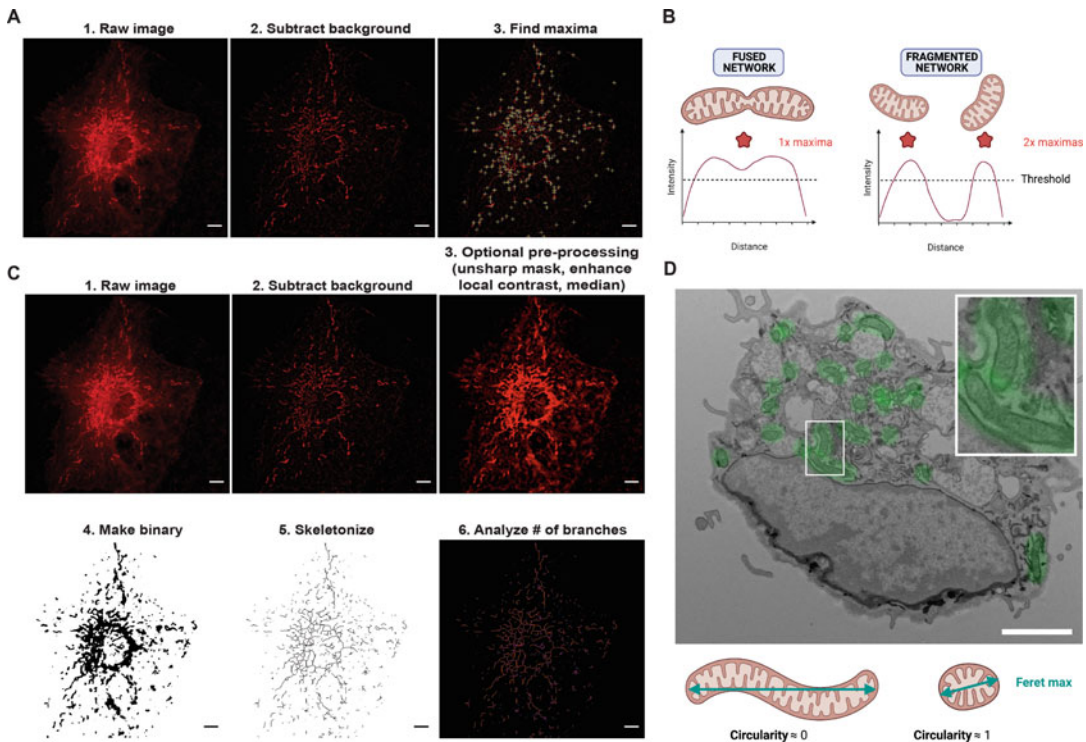 A
1. Raw image
2. Subtract background
3. Find maxima
B
FUSED
NETWORK
1x maxima
Intensity
Distance
FRAGMENTED
NETWORK
2x maximas
Threshold
Intensity
Distance
C
1. Raw image
2. Subtract background
3. Optional pre-processing
(unsharp mask, enhance
local contrast, median)
4. Make binary
5. Skeletonize
6. Analyze # of branches
D
Feret max
Circularity ≈ 0
Circularity ≈ 1